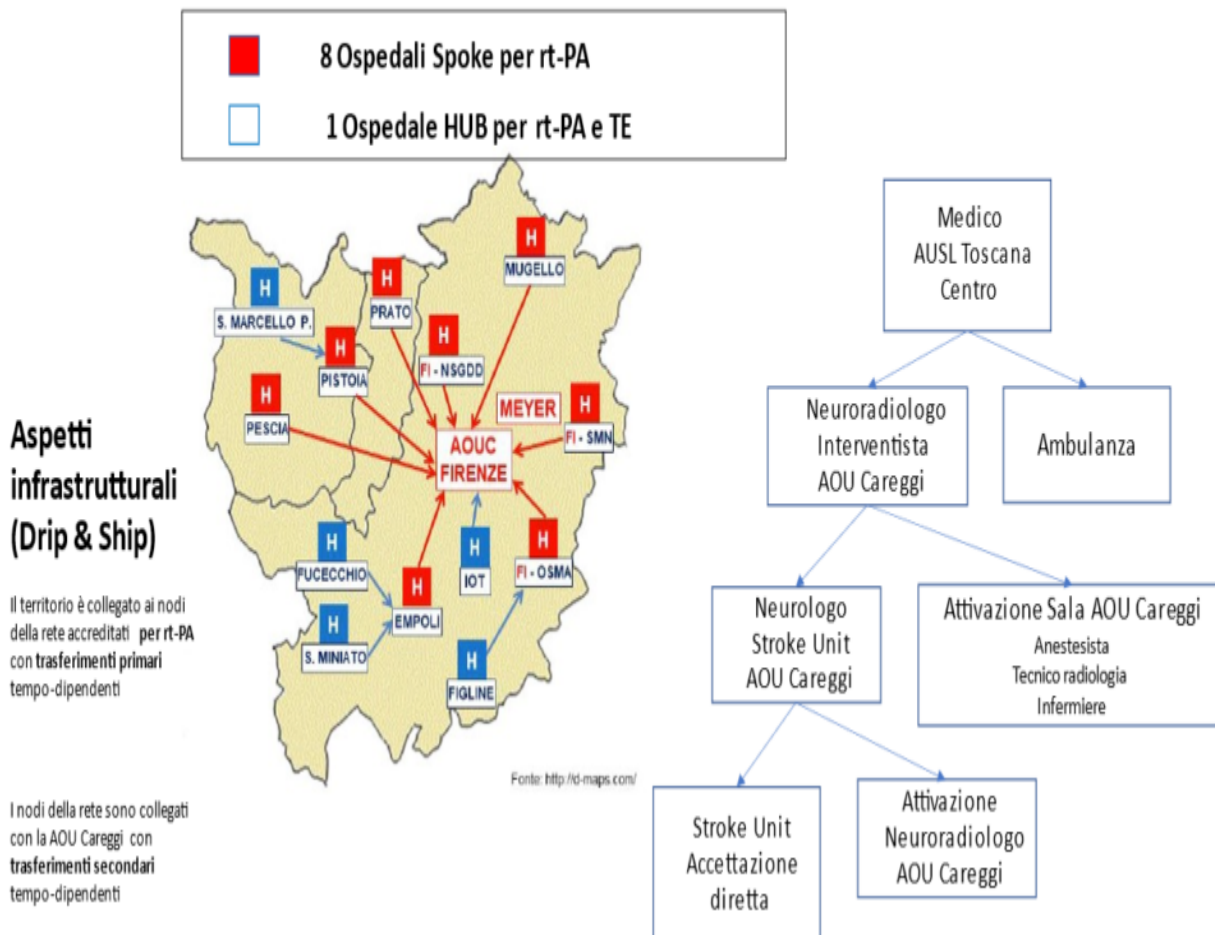 8 Ospedali Spoke per rt-PA
1 Ospedale HUB per rt-PA e TE
H
MUGELLO
H
S. MARCELLO P.
H
PRATO
H
PISTOIA
H
FI - NSGDD
H
PESCIA
MEYER
H
FI - SMN
AOUC
FIRENZE
H
FUCECCHIO
H
EMPOLI
H
IOT
H
FI - OSMA
H
S. MINIATO
H
FIGLINE
Fonte: http://d-maps.com/
Aspetti
infrastrutturali
(Drip & Ship)
Il territorio è collegato ai nodi
della rete accreditati per rt-PA
con trasferimenti primari
tempo-dipendenti
I nodi della rete sono collegati
con la AOU Careggi con
trasferimenti secondari
tempo-dipendenti
Medico
AUSL Toscana
Centro
Neuroradiologo
Interventista
AOU Careggi
Ambulanza
Neurologo
Stroke Unit
AOU Careggi
Attivazione Sala AOU Careggi
Anestesista
Tecnico radiologia
Infermiere
Stroke Unit
Accettazione
diretta
Attivazione
Neuroradiologo
AOU Careggi